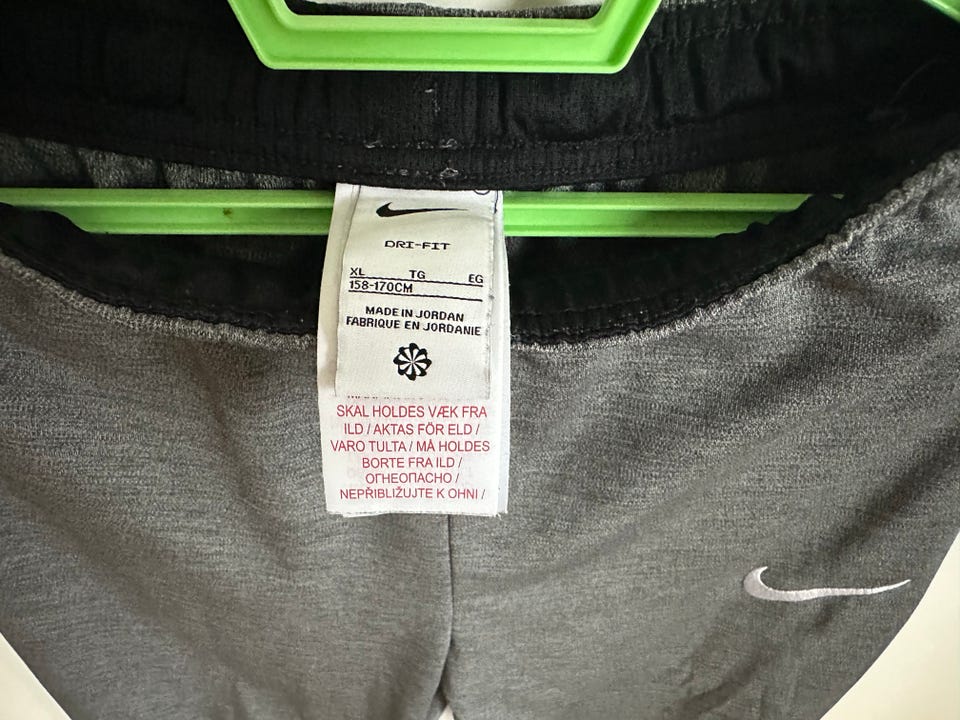 DRI-FIT
XL TG EG
158-170CM
MADE IN JORDAN
FABRIQUE EN JORDANIE
SKAL HOLDES VÆK FRA
ILD / AKTAS FÖR ELD /
VARO TULTA / MÅ HOLDES
BORTE FRA ILD /
ОГНЕОПАСНО /
NEPŘIBLIŽUJTE K OHNI /